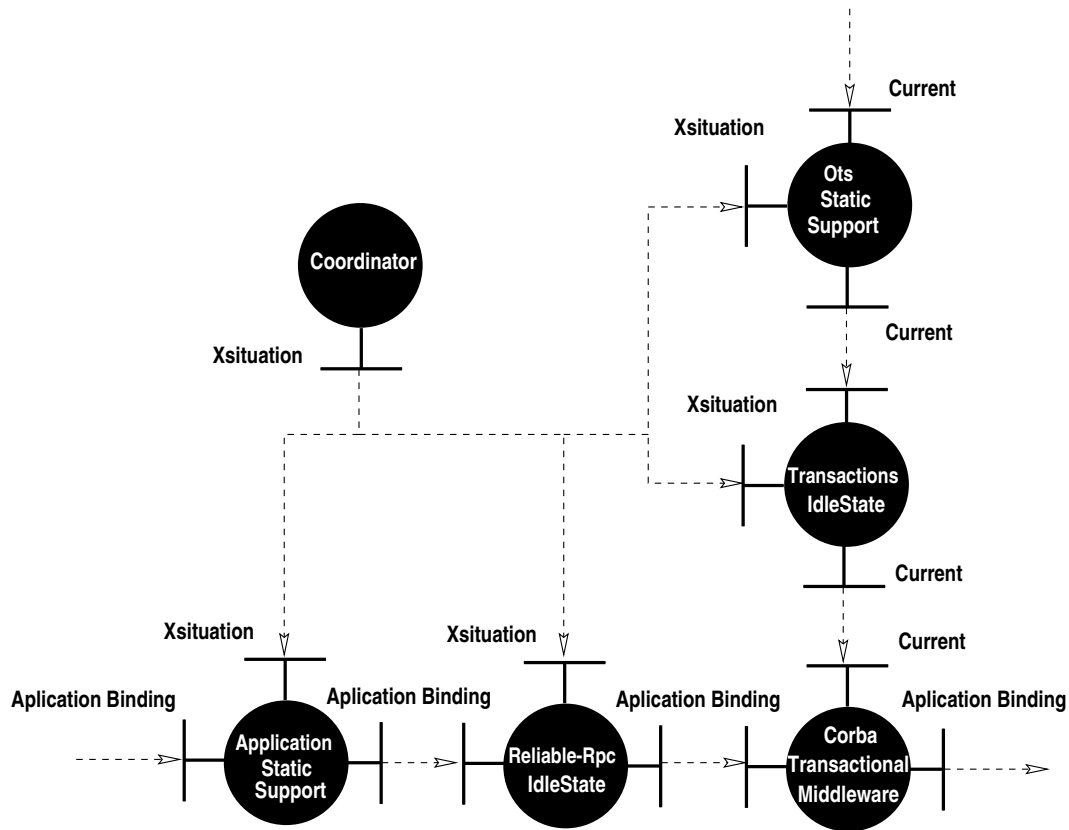 Current
Xsituation
Ots
Static
Support
Coordinator
Xsituation
Current
Xsituation
Transactions
IdleState
Current
Xsituation
Xsituation
Current
Aplication Binding
Aplication Binding
Aplication Binding
Aplication Binding
Application
Static
Support
Reliable-Rpc
IdleState
Corba
Transactional
Middleware